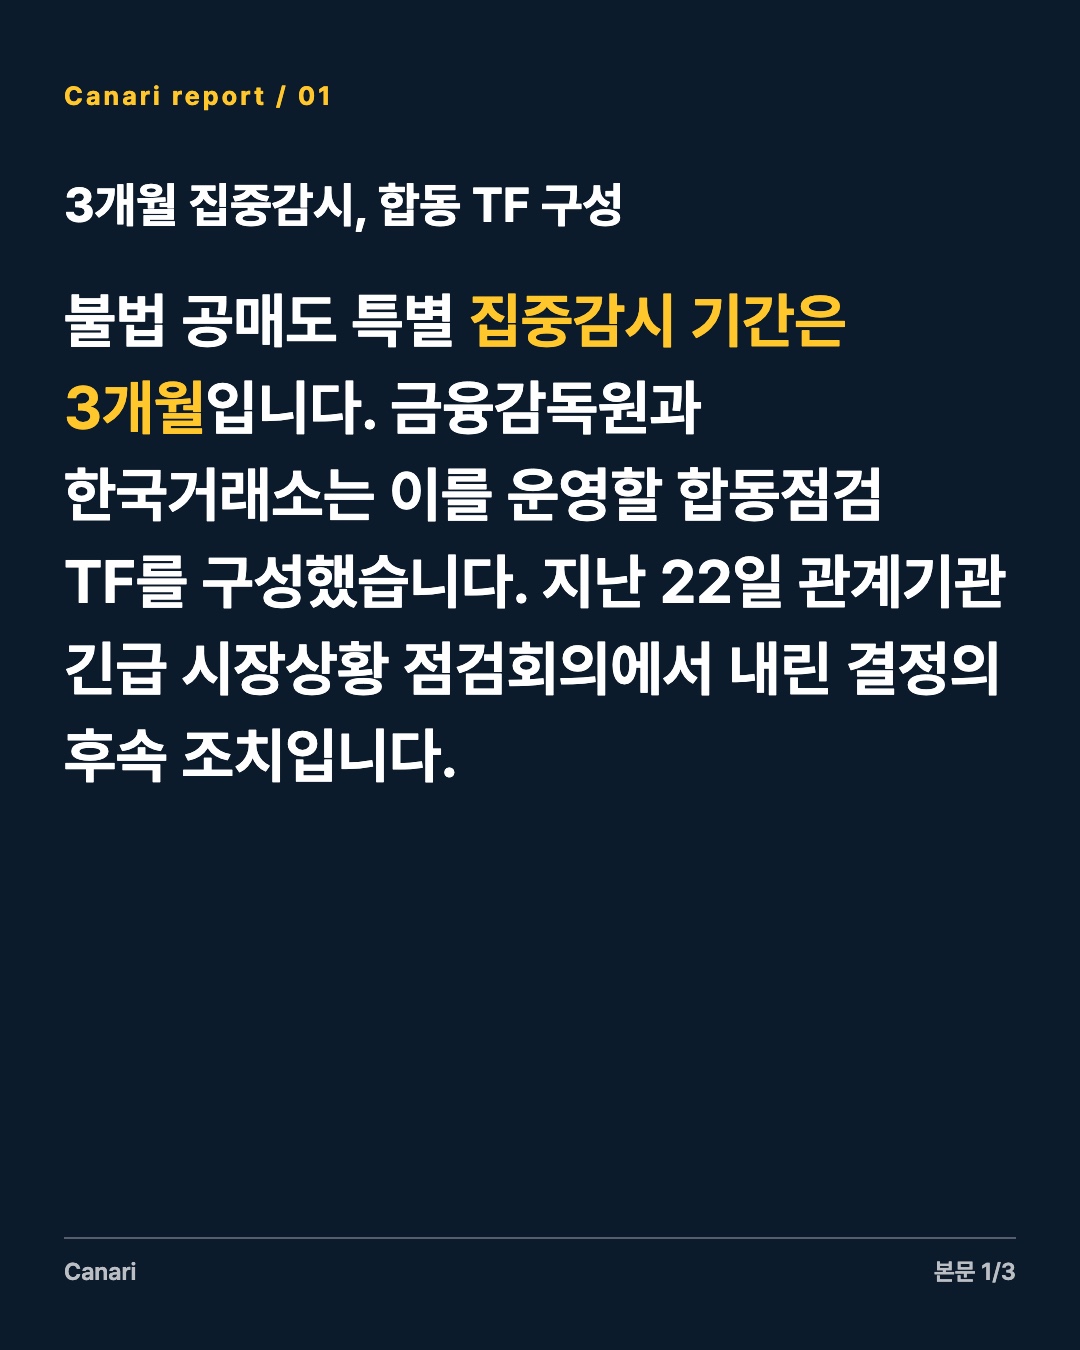 Canari report / 01
3개월 집중감시, 합동 TF 구성
불법 공매도 특별 집중감시 기간은
3개월입니다. 금융감독원과
한국거래소는 이를 운영할 합동점검
TF를 구성했습니다. 지난 22일 관계기관
긴급 시장상황 점검회의에서 내린 결정의
후속 조치입니다.
Canari
본문 1/3